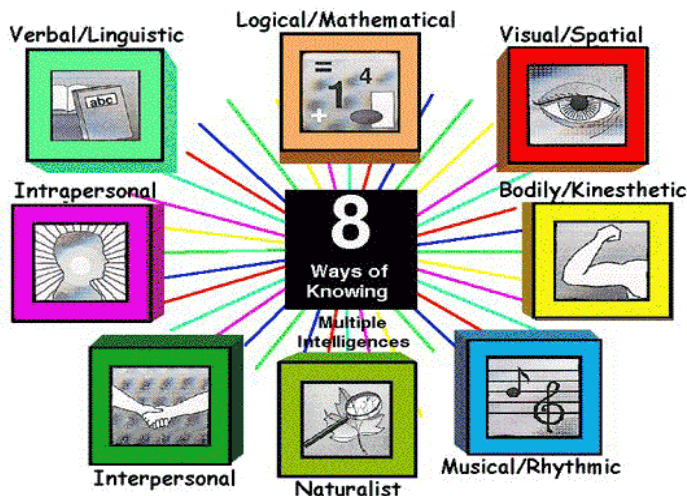 Logical/Mathematical
Verbal/Linguistic
Visual/Spatial
abc
= 4
1
+
Intrapersonal
Bodily/Kinesthetic
8
Ways of
Knowing
Multiple
Intelligences
Interpersonal
Naturalist
Musical/Rhythmic